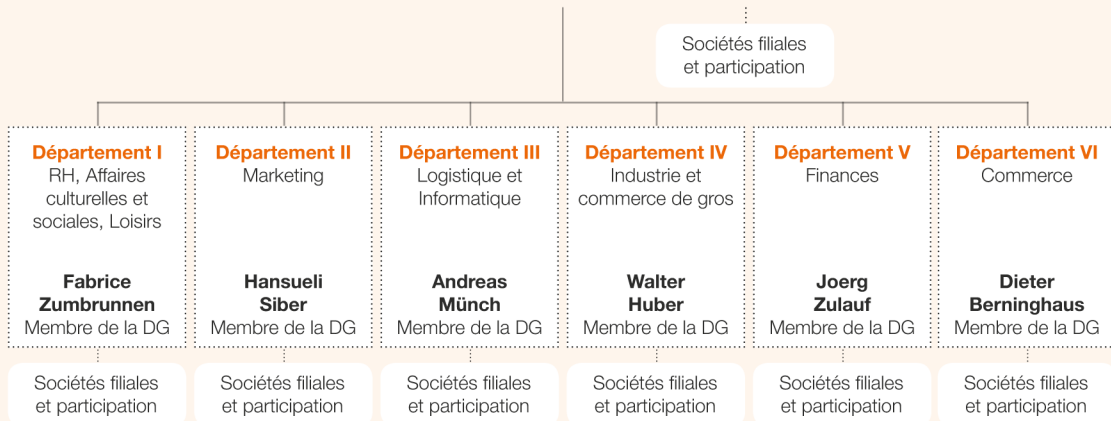 Sociétés filiales
et participation
Département I
RH, Affaires
culturelles et
sociales, Loisirs
Fabrice
Zumbrunnen
Membre de la DG
Département II
Marketing
Hansueli
Siber
Membre de la DG
Département III
Logistique et
Informatique
Andreas
Münch
Membre de la DG
Département IV
Industrie et
commerce de gros
Walter
Huber
Membre de la DG
Département V
Finances
Joerg
Zulauf
Membre de la DG
Département VI
Commerce
Dieter
Berninghaus
Membre de la DG
Sociétés filiales
et participation
Sociétés filiales
et participation
Sociétés filiales
et participation
Sociétés filiales
et participation
Sociétés filiales
et participation
Sociétés filiales
et participation